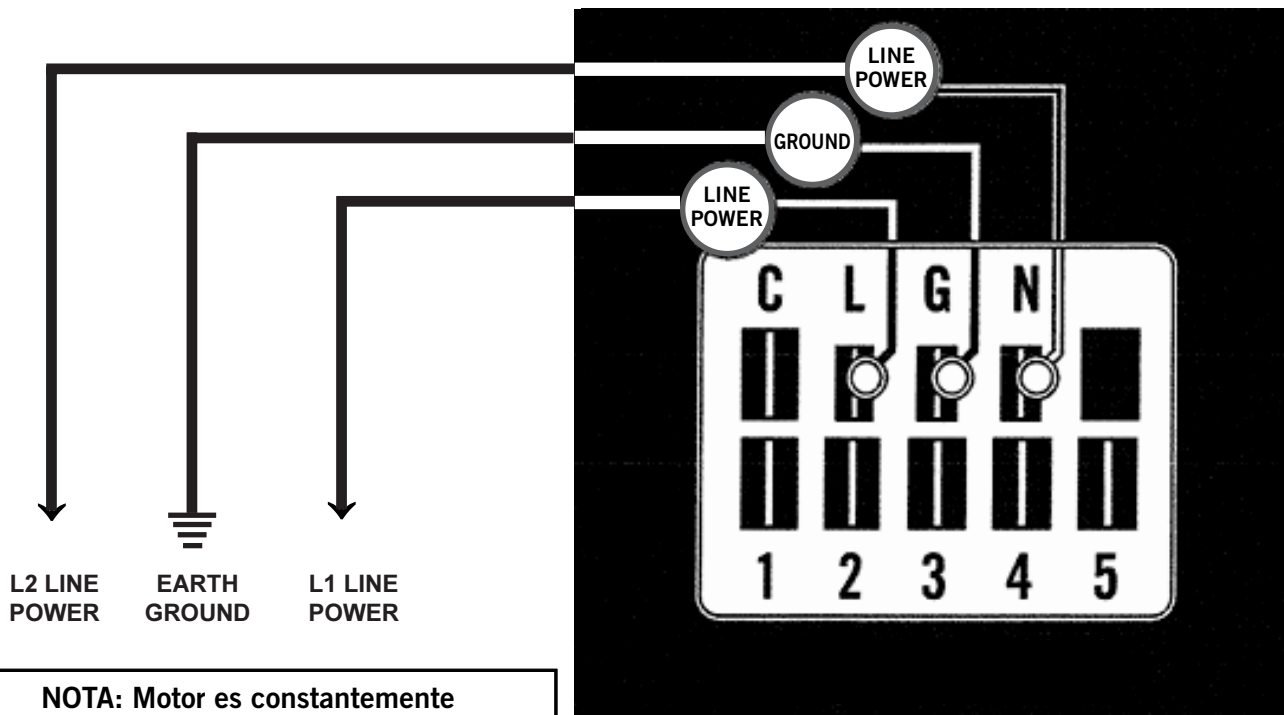 LINE
POWER
GROUND
LINE
POWER
C L G N
1 2 3 4 5
L2 LINE
POWER
EARTH
GROUND
L1 LINE
POWER
NOTA: Motor es constantemente